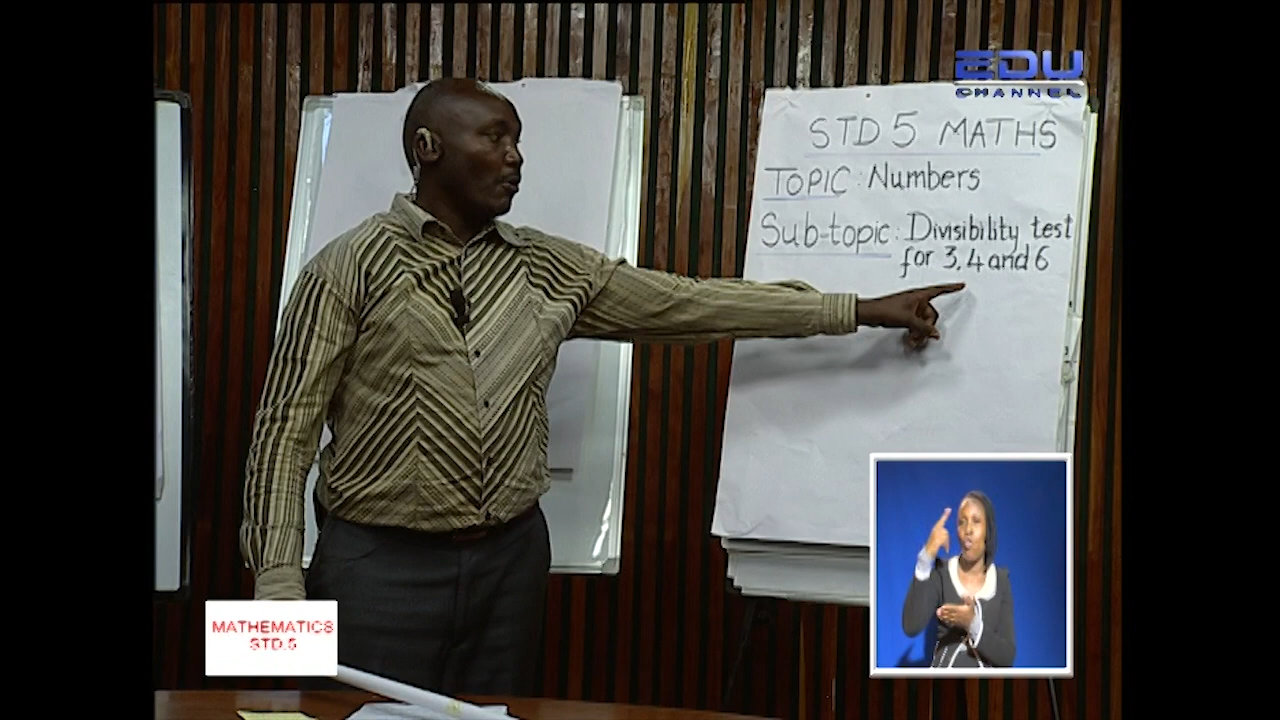 EDU
CHANNEL
STD 5 MATHS
TOPIC: Numbers
Sub-topic: Divisibility test
for 3, 4 and 6
MATHEMATICS
STD.5